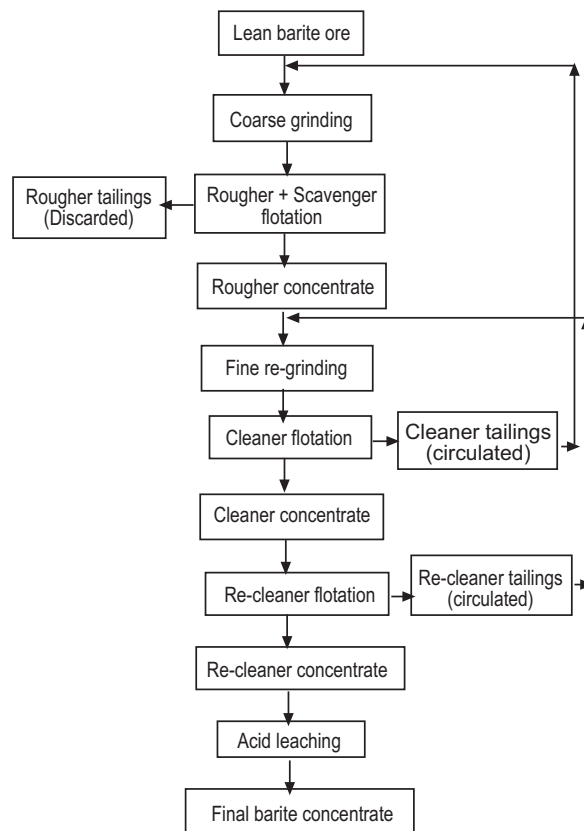 Lean barite ore
Coarse grinding
Rougher tailings
(Discarded)
Rougher + Scavenger
flotation
Rougher concentrate
Fine re-grinding
Cleaner flotation
Cleaner tailings
(circulated)
Cleaner concentrate
Re-cleaner flotation
Re-cleaner tailings
(circulated)
Re-cleaner concentrate
Acid leaching
Final barite concentrate